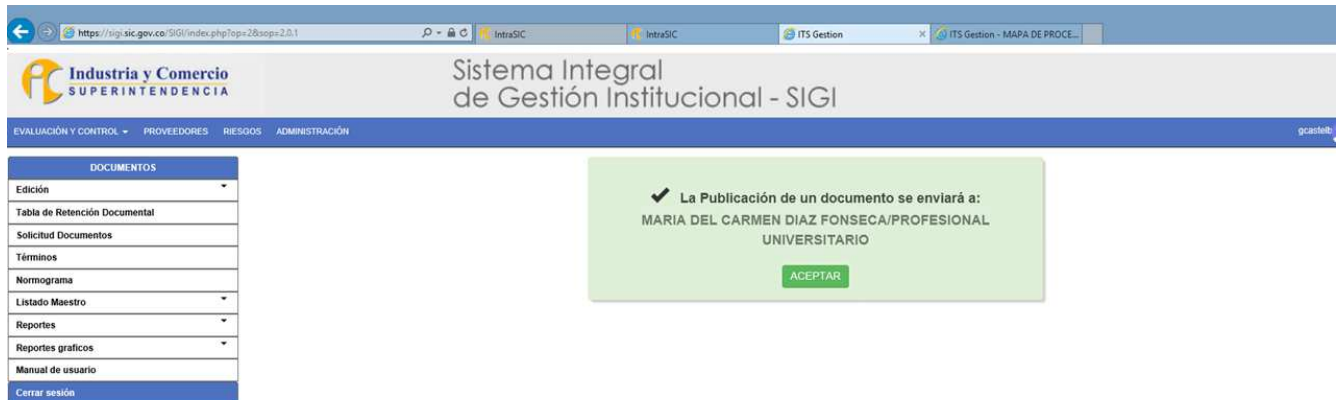 https://sigi.sic.gov.co/SIGI/index.php?op=2&sop=2.0.1
IntraSIC
IntraSIC
ITS Gestion
ITS Gestion - MAPA DE PROCE...
Industria y Comercio
SUPERINTENDENCIA
Sistema Integral
de Gestión Institucional - SIGI
EVALUACIÓN Y CONTROL
PROVEEDORES
RIESGOS
ADMINISTRACIÓN
gcastelb
DOCUMENTOS
Edición
Tabla de Retención Documental
Solicitud Documentos
Términos
Normograma
Listado Maestro
Reportes
Reportes graficos
Manual de usuario
Cerrar sesión
La Publicación de un documento se enviará a:
MARIA DEL CARMEN DIAZ FONSECA/PROFESIONAL
UNIVERSITARIO
ACEPTAR